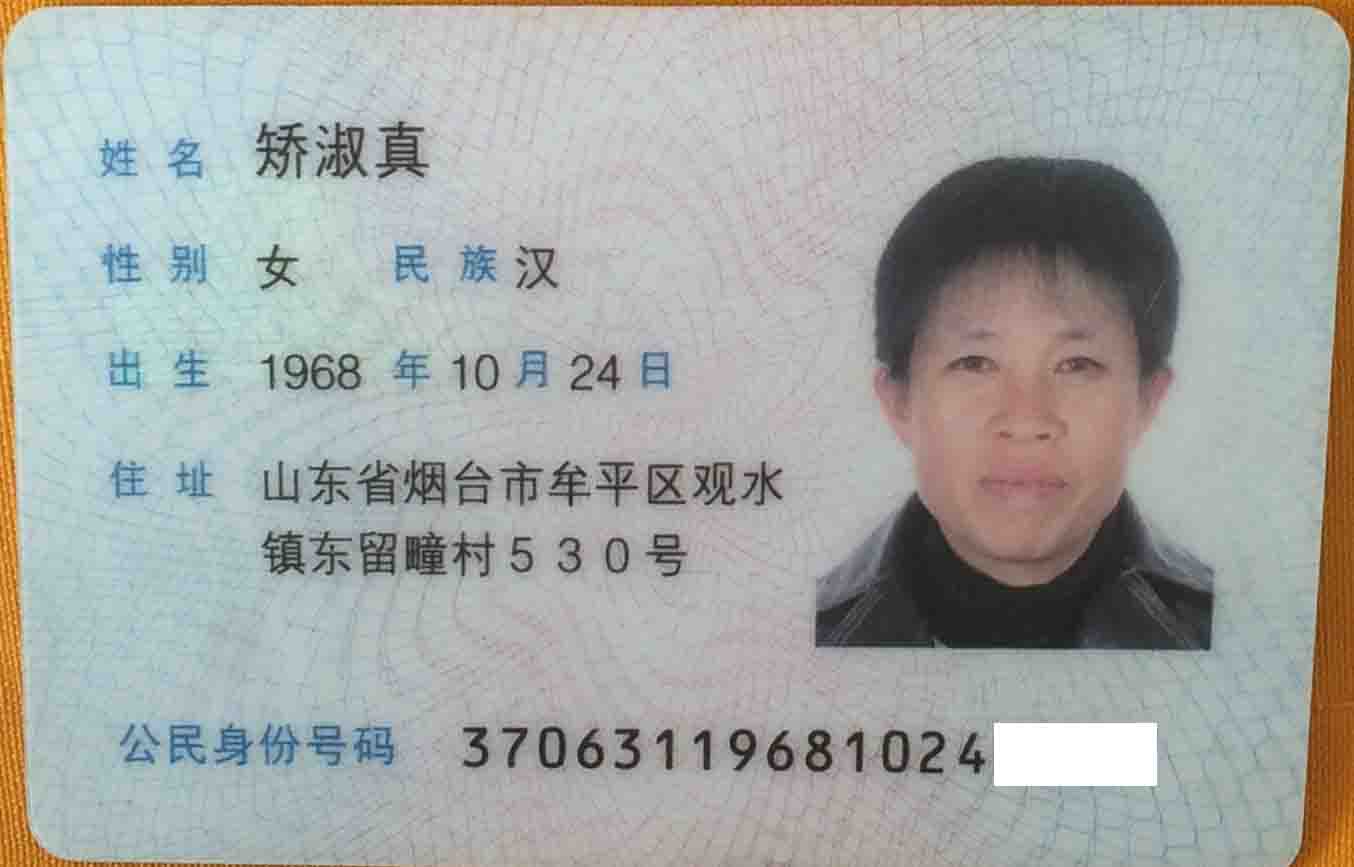 姓名 矫淑真
性别 女 民族 汉
出生 1968 年 10 月 24 日
住址 山东省烟台市牟平区观水
镇东留疃村530号
公民身份号码 37063119681024